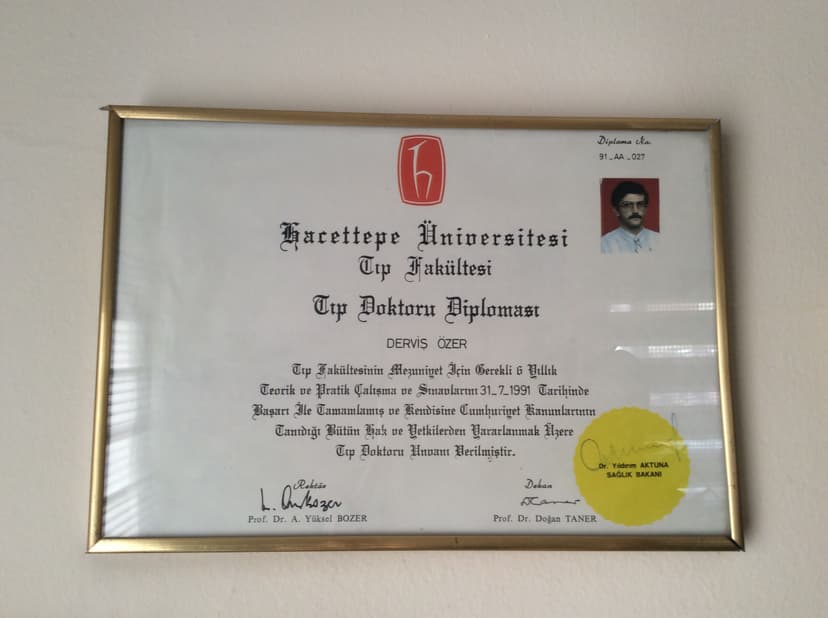 Diploma No.
91_AA_027
Hacettepe Üniversitesi
Tıp Fakültesi
Tıp Doktoru Diploması
DERVİŞ ÖZER
Tıp Fakültesinin Mezuniyet İçin Gerekli 6 Yıllık
Teorik ve Pratik Çalışma ve Sınavlarını 31_7_1991 Tarihinde
Başarı İle Tamamlamış ve Kendisine Cumhuriyet Kanunlarının
Tanıdığı Bütün Hak ve Yetkilerden Yararlanmak Üzere
Tıp Doktoru Unvanı Verilmiştir.
Rektör
Prof. Dr. A. Yüksel BOZER
Dekan
Prof. Dr. Doğan TANER
Dr. Yıldırım AKTUNA
SAĞLIK BAKANI